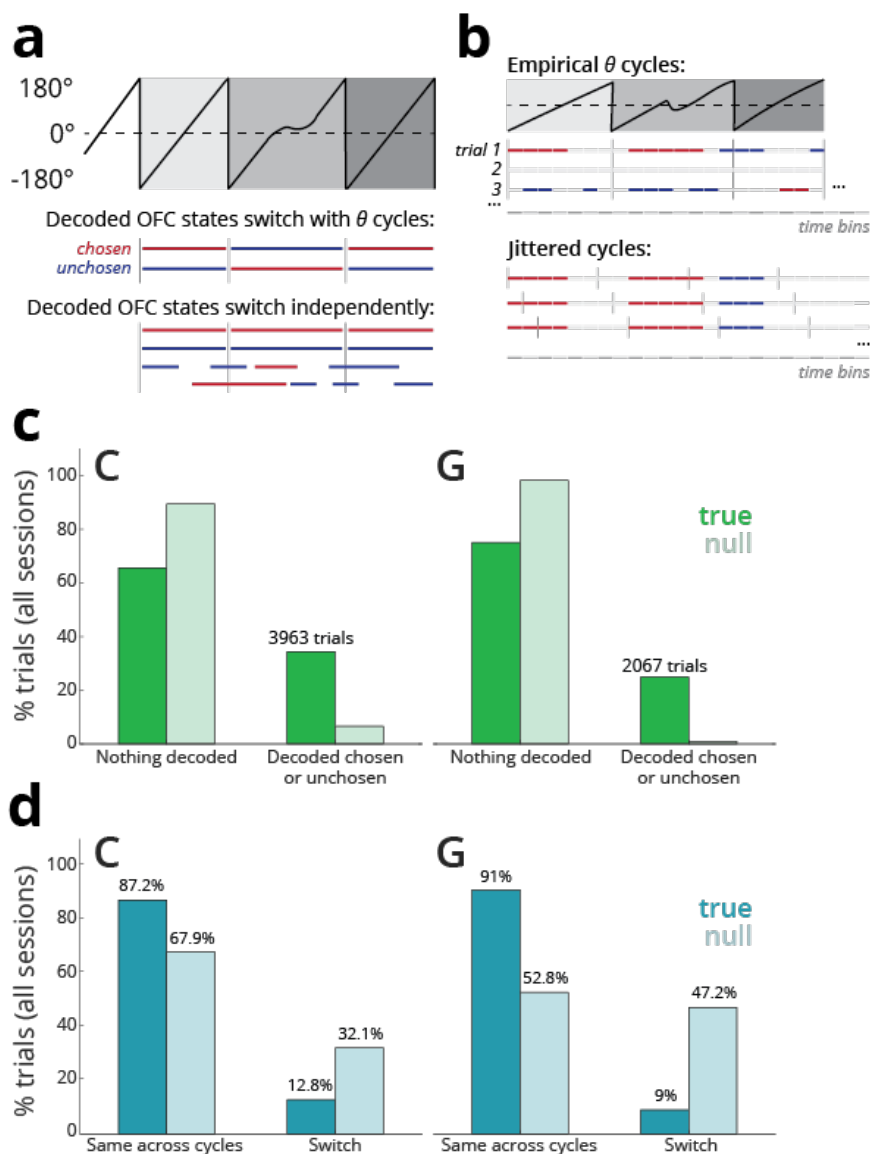 a
180°
0°
-180°
Decoded OFC states switch with θ cycles:
chosen
unchosen
Decoded OFC states switch independently:
b
Empirical θ cycles:
trial 1
2
3
...
...
time bins
Jittered cycles:
...
time bins
c
% trials (all sessions)
100
80
60
40
20
0
C
3963 trials
Nothing decoded
Decoded chosen
or unchosen
G
true
null
2067 trials
Nothing decoded
Decoded chosen
or unchosen
d
% trials (all sessions)
100
80
60
40
20
0
C
87.2%
67.9%
12.8%
32.1%
Same across cycles
Switch
G
true
null
91%
52.8%
9%
47.2%
Same across cycles
Switch